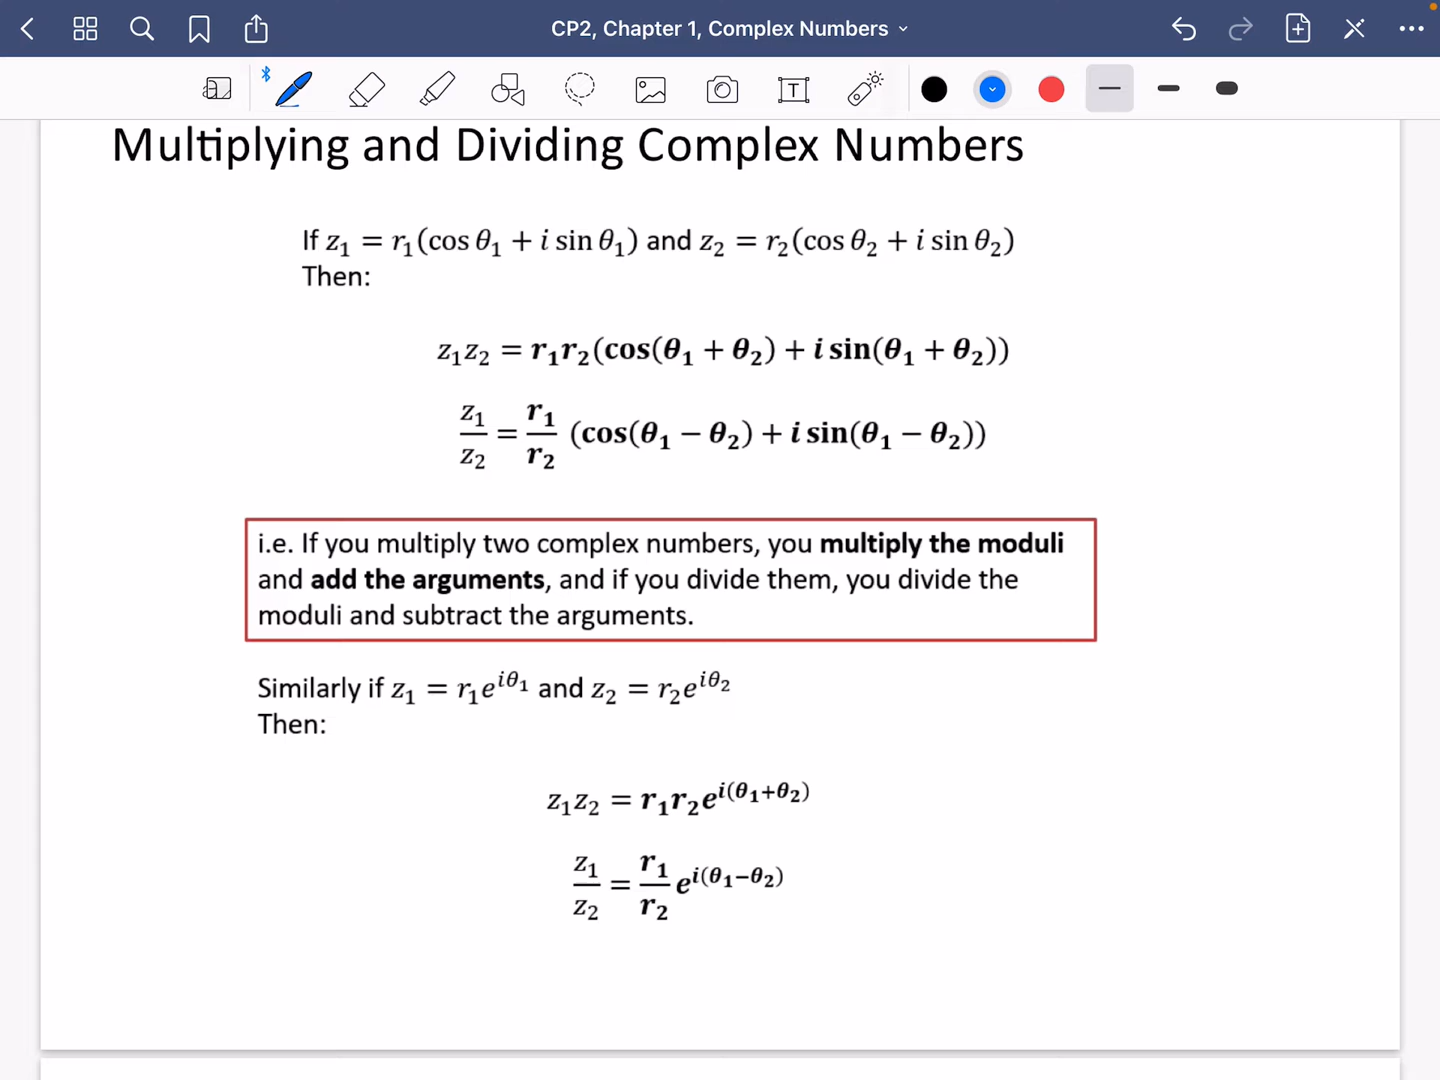 CP2, Chapter 1, Complex Numbers
a
T
Multiplying and Dividing Complex Numbers
If z₁ = r₁(cos θ₁ + i sin θ₁) and z₂ = r₂(cos θ₂ + i sin θ₂)
Then:
z₁z₂ = r₁r₂(cos(θ₁ + θ₂) + i sin(θ₁ + θ₂))
z₁/z₂ = r₁/r₂ (cos(θ₁ − θ₂) + i sin(θ₁ − θ₂))
i.e. If you multiply two complex numbers, you multiply the moduli
and add the arguments, and if you divide them, you divide the
moduli and subtract the arguments.
Similarly if z₁ = r₁e^{iθ₁} and z₂ = r₂e^{iθ₂}
Then:
z₁z₂ = r₁r₂e^{i(θ₁+θ₂)}
z₁/z₂ = r₁/r₂ e^{i(θ₁−θ₂)}